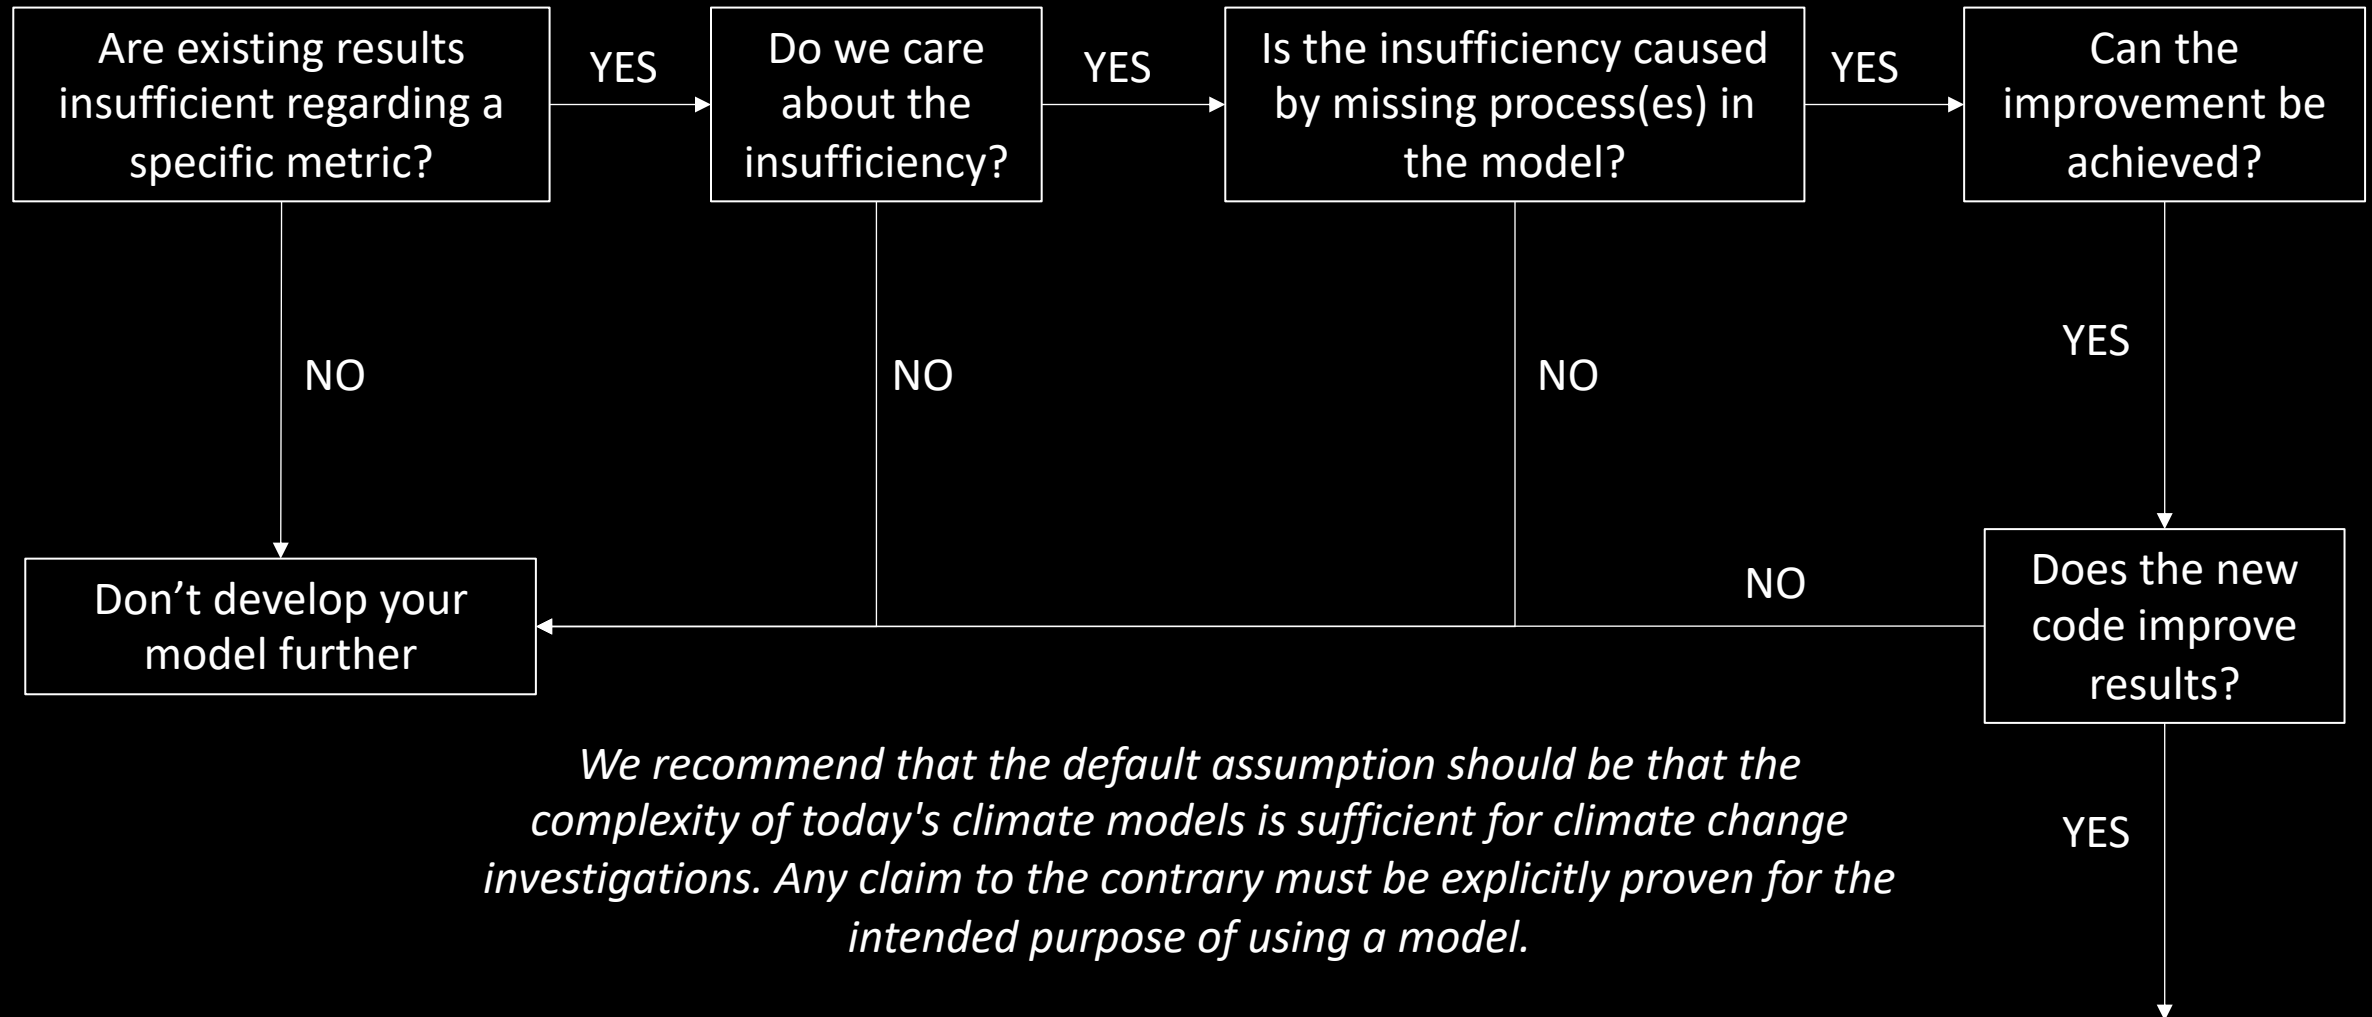 Are existing results
insufficient regarding a
specific metric?
YES
Do we care
about the
insufficiency?
YES
Is the insufficiency caused
by missing process(es) in
the model?
YES
Can the
improvement be
achieved?
NO
NO
NO
YES
Don’t develop your
model further
NO
Does the new
code improve
results?
We recommend that the default assumption should be that the
complexity of today's climate models is sufficient for climate change
investigations. Any claim to the contrary must be explicitly proven for the
intended purpose of using a model.
YES